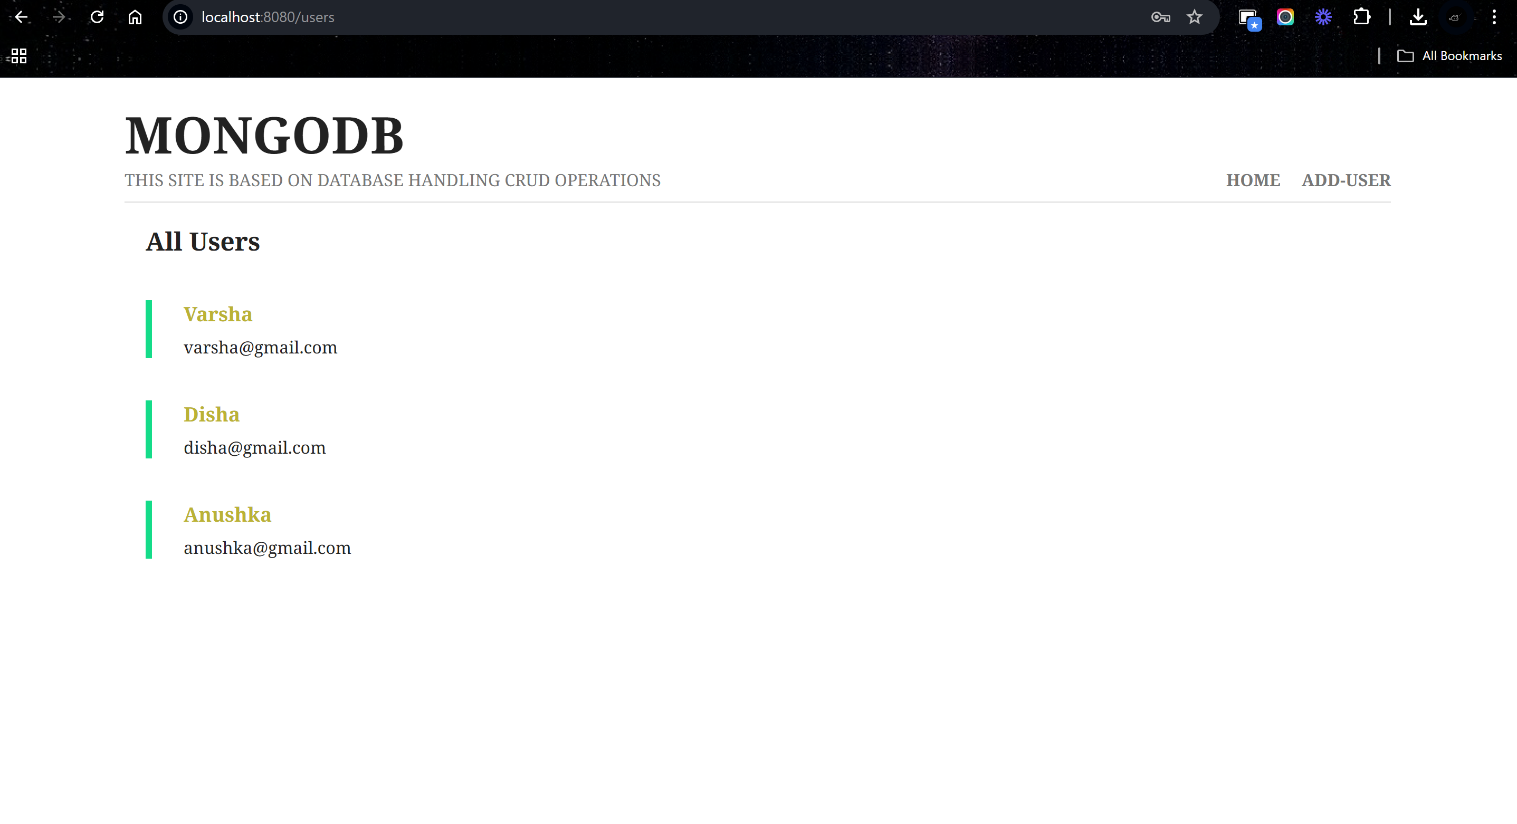 localhost:8080/users
All Bookmarks
MONGODB
THIS SITE IS BASED ON DATABASE HANDLING CRUD OPERATIONS
HOME ADD-USER
All Users
Varsha
varsha@gmail.com
Disha
disha@gmail.com
Anushka
anushka@gmail.com